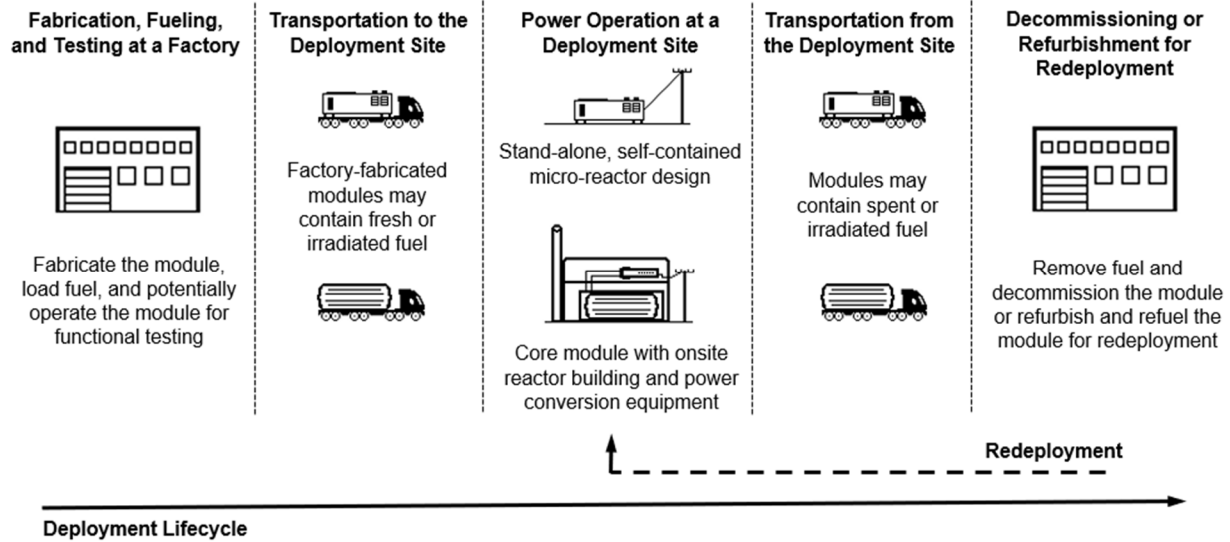 Fabrication, Fueling,
and Testing at a Factory
Fabricate the module,
load fuel, and potentially
operate the module for
functional testing
Transportation to the
Deployment Site
Factory-fabricated
modules may
contain fresh or
irradiated fuel
Power Operation at a
Deployment Site
Stand-alone, self-contained
micro-reactor design
Core module with onsite
reactor building and power
conversion equipment
Transportation from
the Deployment Site
Modules may
contain spent or
irradiated fuel
Decommissioning or
Refurbishment for
Redeployment
Remove fuel and
decommission the module
or refurbish and refuel the
module for redeployment
Redeployment
Deployment Lifecycle